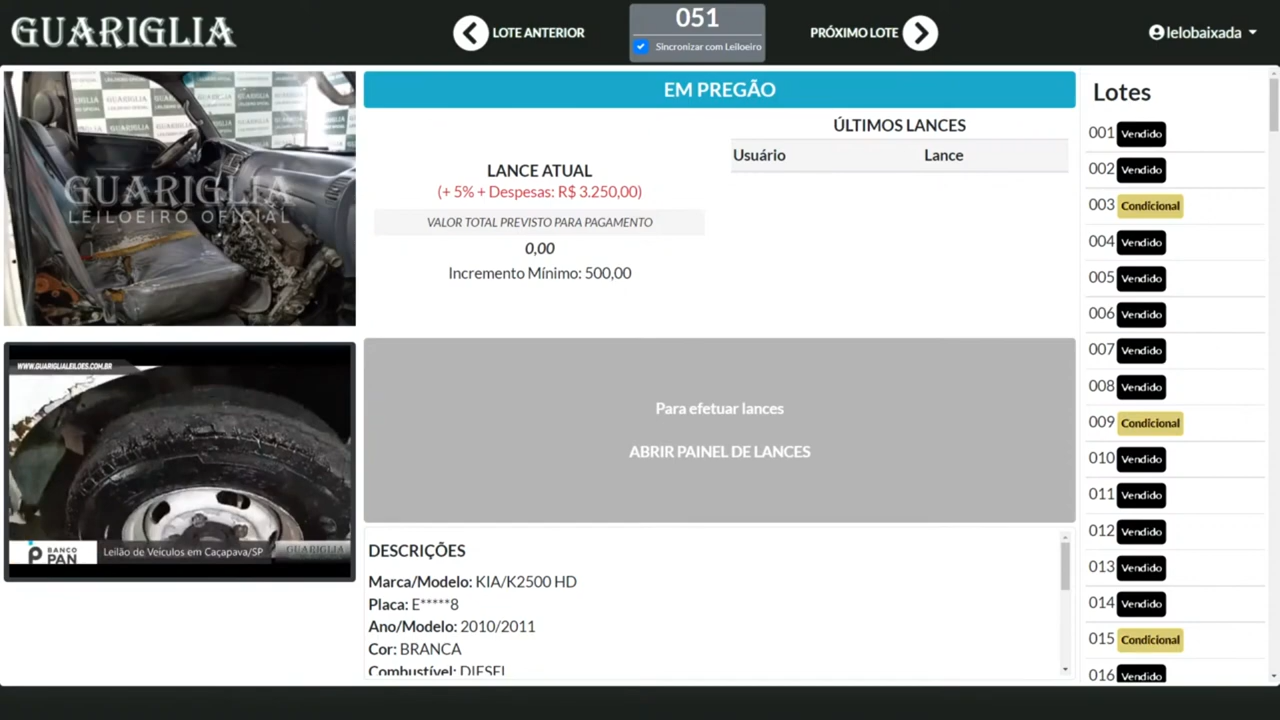 GUARIGLIA
LOTE ANTERIOR
051
Sincronizar com Leiloeiro
PRÓXIMO LOTE
lelobaixada
GUARIGLIA
LEILOEIRO OFICIAL
EM PREGÃO
LANCE ATUAL
(+ 5% + Despesas: R$ 3.250,00)
VALOR TOTAL PREVISTO PARA PAGAMENTO
0,00
Incremento Mínimo: 500,00
ÚLTIMOS LANCES
Usuário Lance
Para efetuar lances
ABRIR PAINEL DE LANCES
WWW.GUARIGLIALEILOES.COM.BR
BANCO PAN
Leilão de Veículos em Caçapava/SP
GUARIGLIA
DESCRIÇÕES
Marca/Modelo: KIA/K2500 HD
Placa: E*****8
Ano/Modelo: 2010/2011
Cor: BRANCA
Combustível: DIESEL
Lotes
001 Vendido
002 Vendido
003 Condicional
004 Vendido
005 Vendido
006 Vendido
007 Vendido
008 Vendido
009 Condicional
010 Vendido
011 Vendido
012 Vendido
013 Vendido
014 Vendido
015 Condicional
016 Vendido